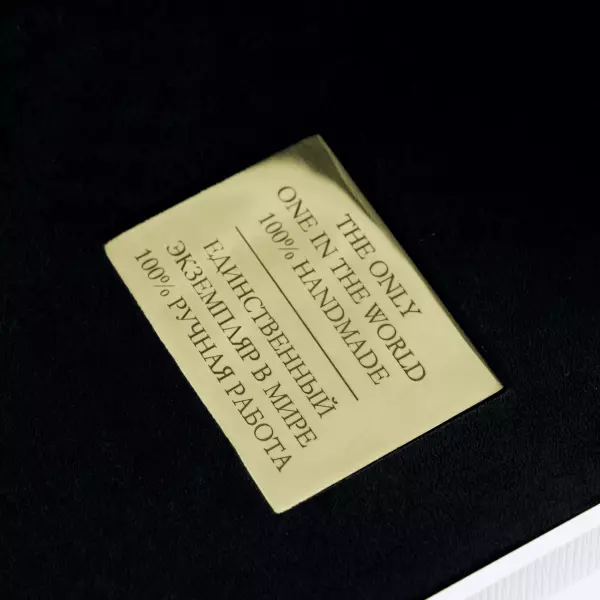 THE ONLY
ONE IN THE WORLD
100% HANDMADE
ЕДИНСТВЕННЫЙ
ЭКЗЕМПЛЯР В МИРЕ
100% РУЧНАЯ РАБОТА